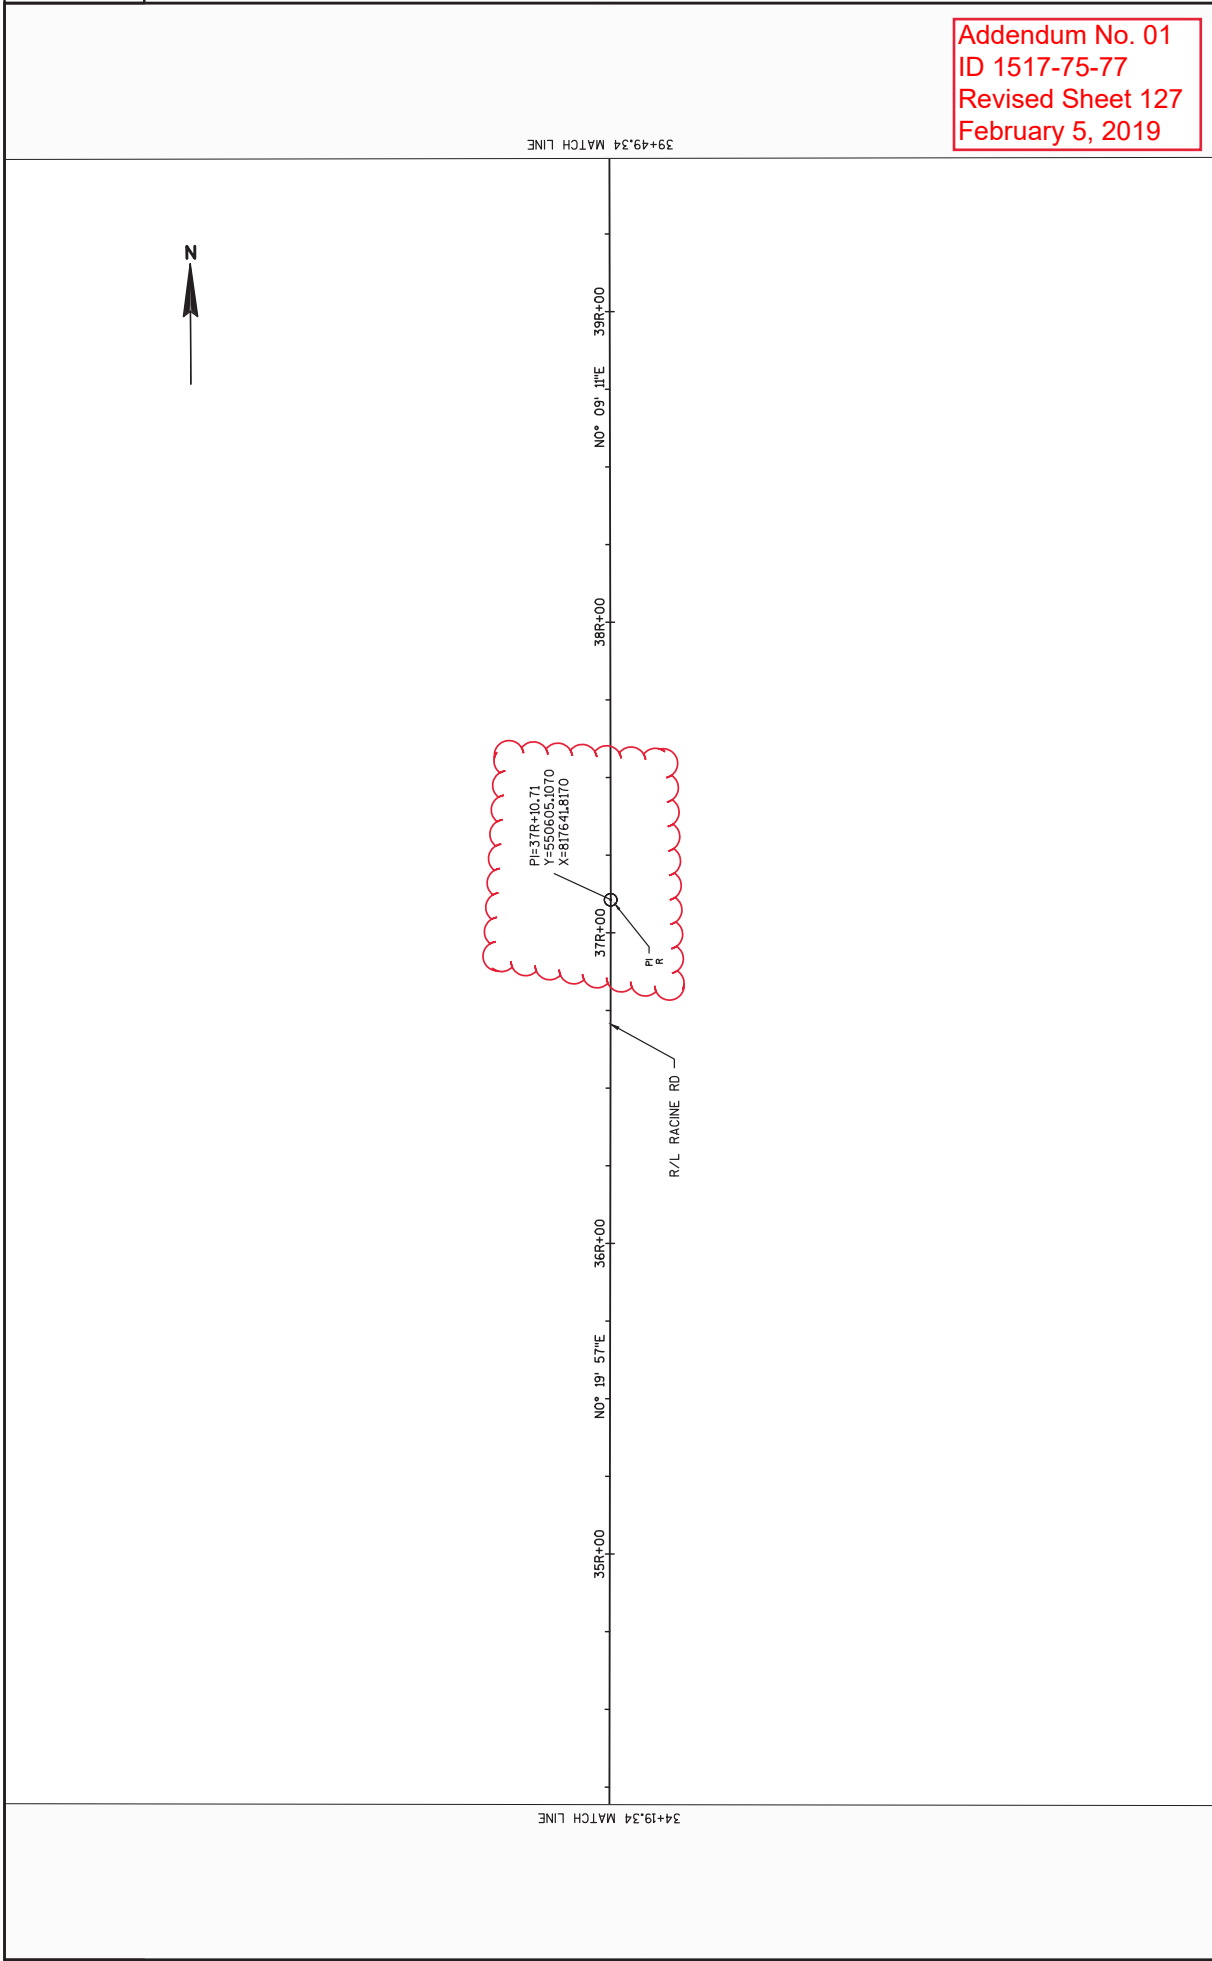 Addendum No. 01
ID 1517-75-77
Revised Sheet 127
February 5, 2019
39+49.34 MATCH LINE
N
39R+00
N0° 09' 11"E
38R+00
PI=37R+10.71
Y=550605.1070
X=817641.8170
37R+00
PI
R
R/L RACINE RD
36R+00
N0° 19' 57"E
35R+00
34+19.34 MATCH LINE